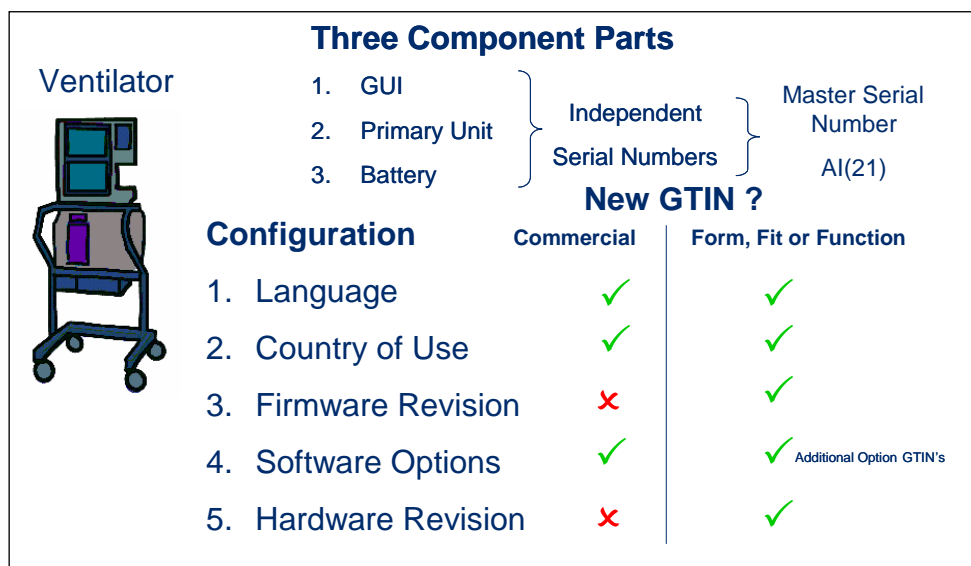 Three Component Parts
Ventilator
1. GUI
2. Primary Unit
3. Battery
Independent
Serial Numbers
Master Serial
Number
AI(21)
New GTIN ?
Configuration
Commercial
Form, Fit or Function
1. Language
2. Country of Use
3. Firmware Revision
4. Software Options
Additional Option GTIN's
5. Hardware Revision